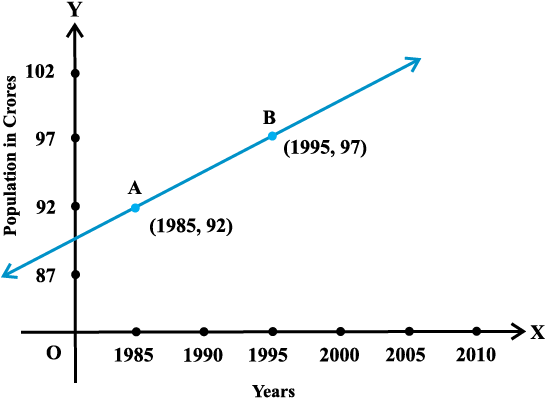 Y
Population in Crores
102
97
92
87
B
(1995, 97)
A
(1985, 92)
O
1985 1990 1995 2000 2005 2010
X
Years